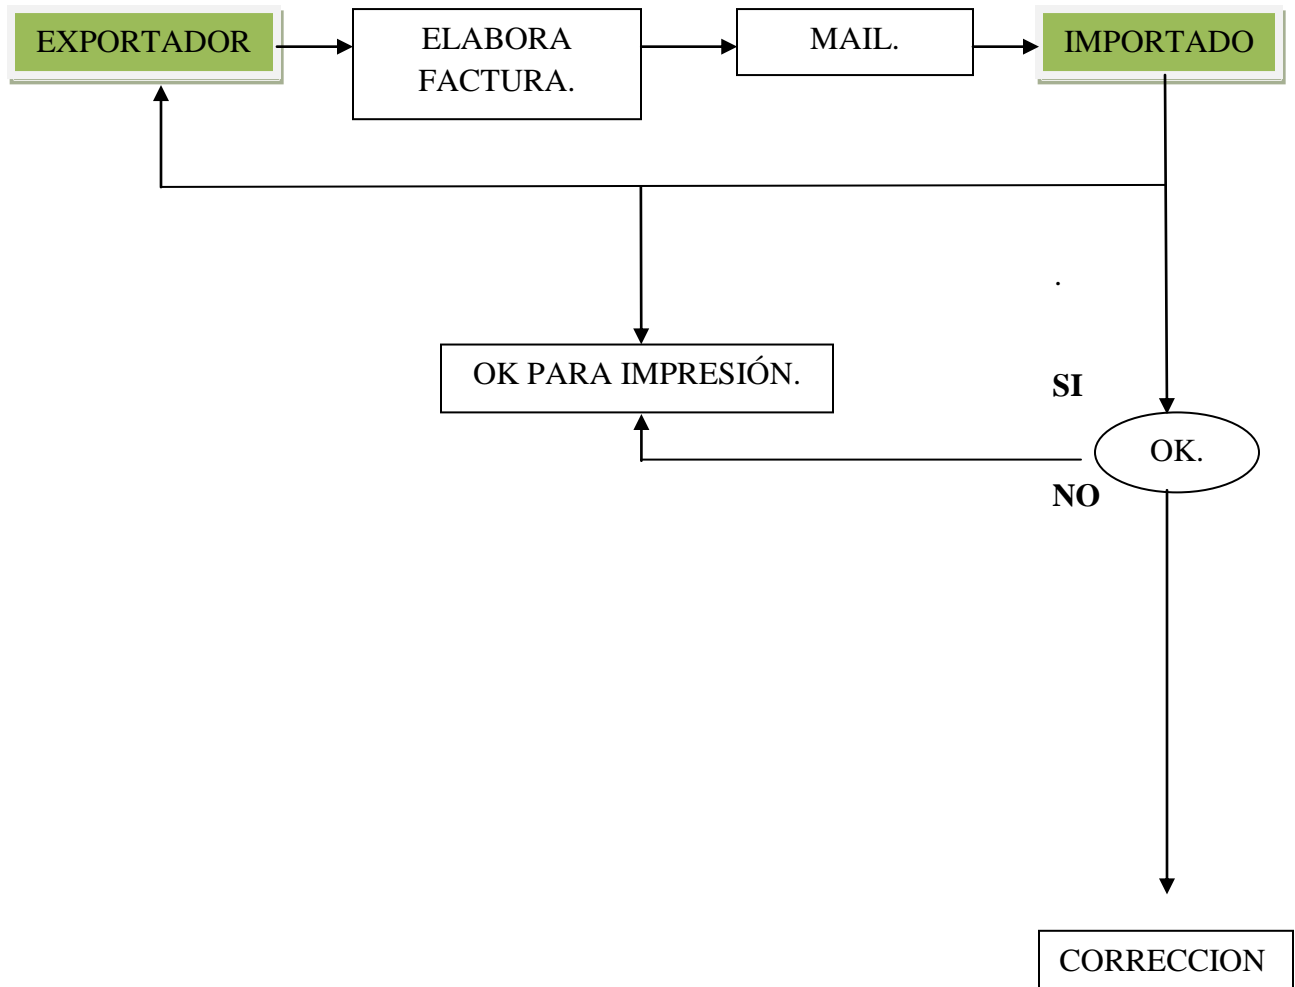 EXPORTADOR
ELABORA
FACTURA.
MAIL.
IMPORTADO
.
OK PARA IMPRESIÓN.
SI
OK.
NO
CORRECCION